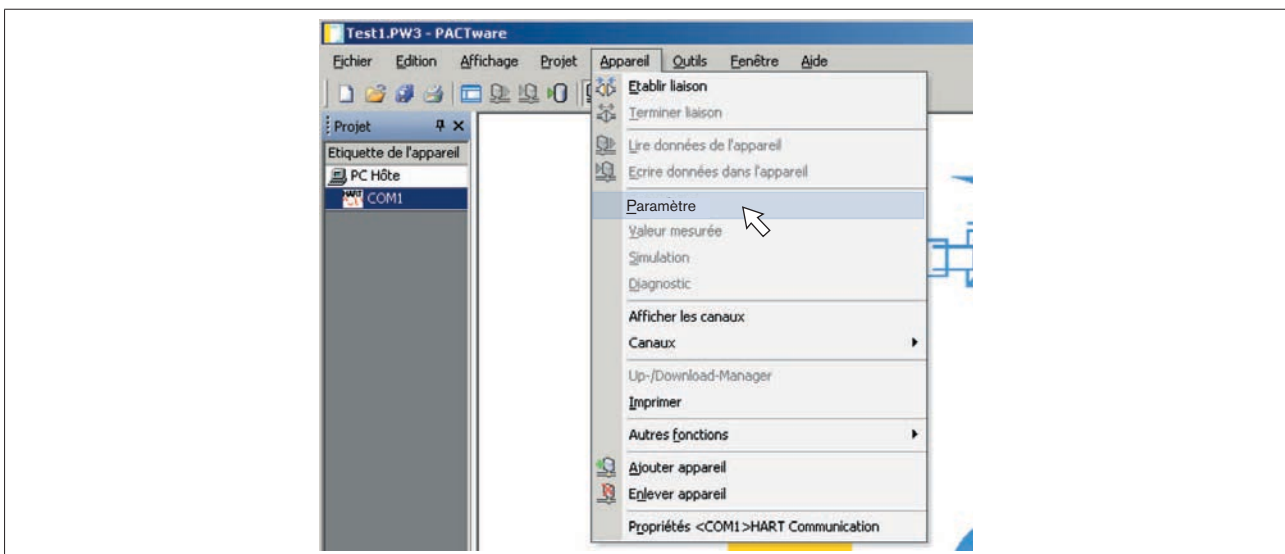 Test1.PW3 - PACTware
Fichier Edition Affichage Projet Appareil Outils Fenêtre Aide
Projet
Etiquette de l'appareil
PC Hôte
HART COM1
Etablir liaison
Terminer liaison
Lire données de l'appareil
Ecrire données dans l'appareil
Paramètre
Valeur mesurée
Simulation
Diagnostic
Afficher les canaux
Canaux
Up-/Download-Manager
Imprimer
Autres fonctions
Ajouter appareil
Enlever appareil
Propriétés <COM1>HART Communication